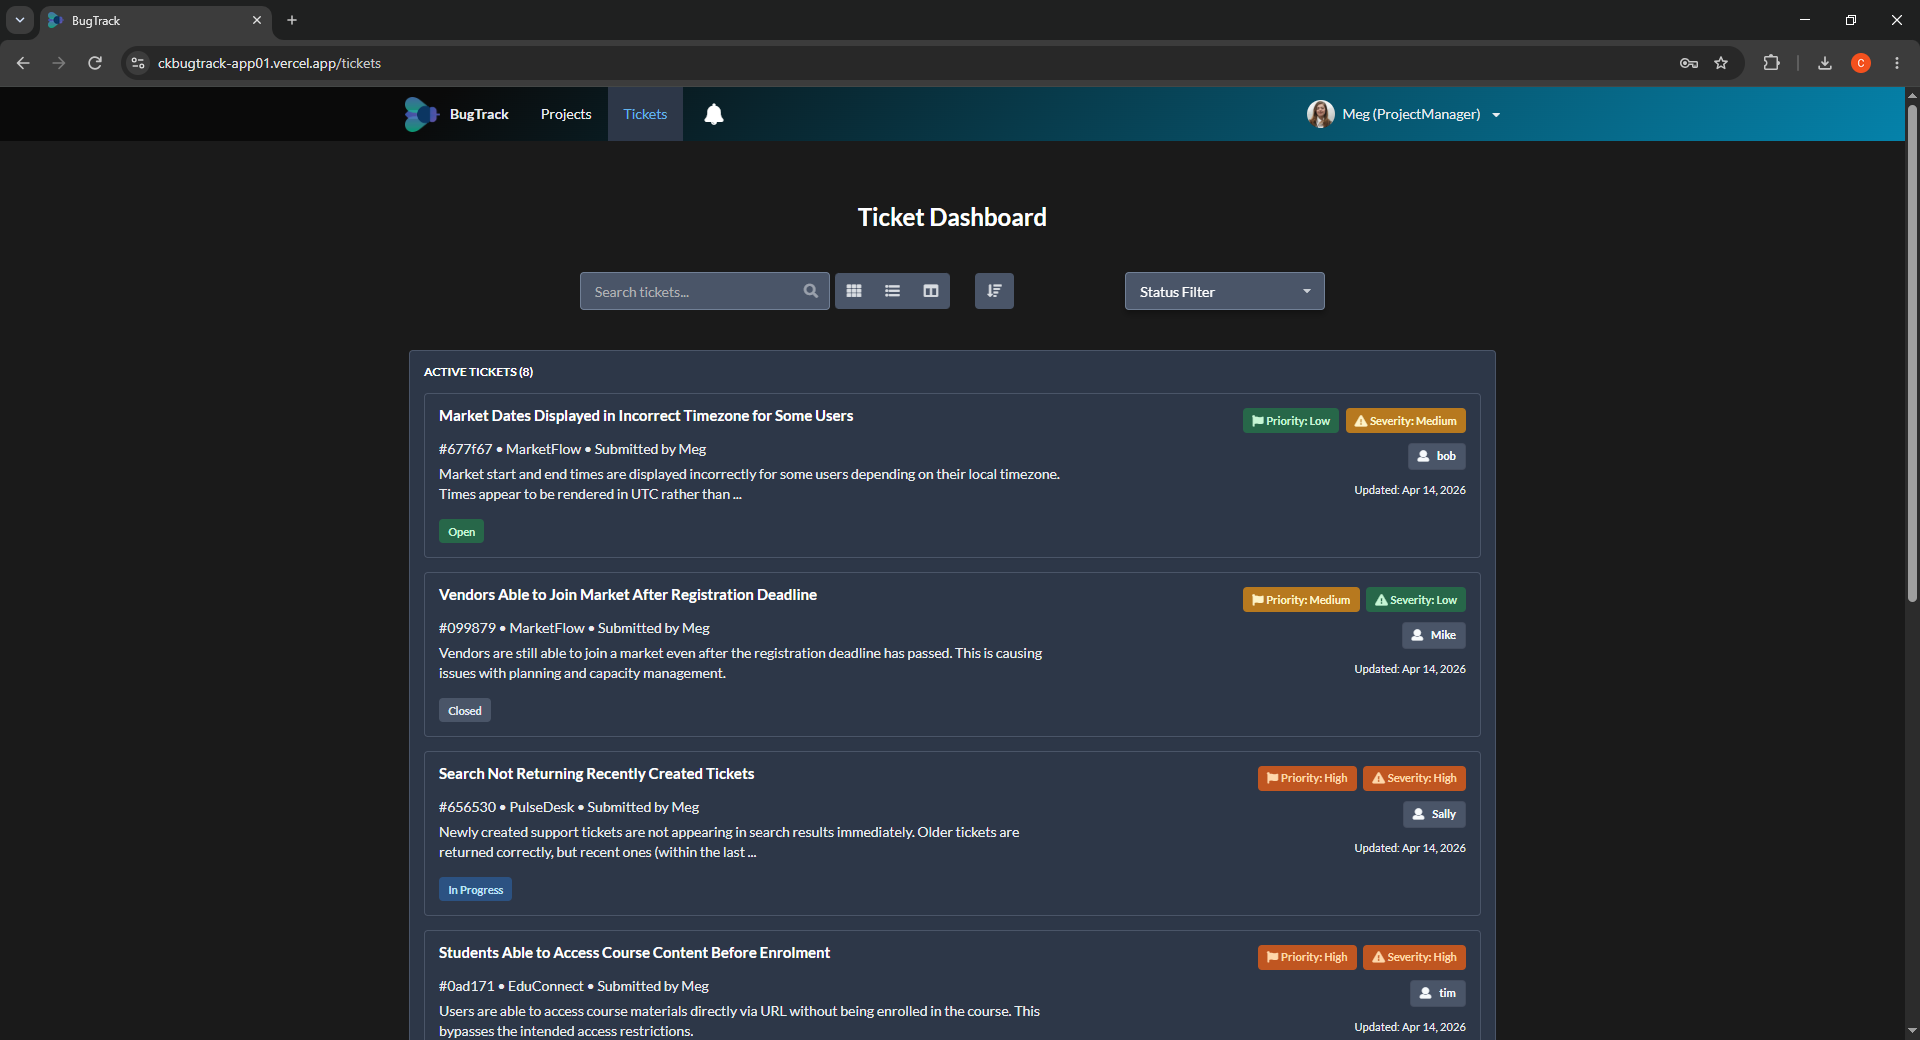 BugTrack
ckbugtrack-app01.vercel.app/tickets
C
BugTrack
Projects
Tickets
Meg (ProjectManager)
Ticket Dashboard
Search tickets...
Status Filter
ACTIVE TICKETS (8)
Market Dates Displayed in Incorrect Timezone for Some Users
Priority: Low
Severity: Medium
#677f67 • MarketFlow • Submitted by Meg
bob
Market start and end times are displayed incorrectly for some users depending on their local timezone.
Times appear to be rendered in UTC rather than ...
Updated: Apr 14, 2026
Open
Vendors Able to Join Market After Registration Deadline
Priority: Medium
Severity: Low
#099879 • MarketFlow • Submitted by Meg
Mike
Vendors are still able to join a market even after the registration deadline has passed. This is causing
issues with planning and capacity management.
Updated: Apr 14, 2026
Closed
Search Not Returning Recently Created Tickets
Priority: High
Severity: High
#656530 • PulseDesk • Submitted by Meg
Sally
Newly created support tickets are not appearing in search results immediately. Older tickets are
returned correctly, but recent ones (within the last ...
Updated: Apr 14, 2026
In Progress
Students Able to Access Course Content Before Enrolment
Priority: High
Severity: High
#0ad171 • EduConnect • Submitted by Meg
tim
Users are able to access course materials directly via URL without being enrolled in the course. This
bypasses the intended access restrictions.
Updated: Apr 14, 2026